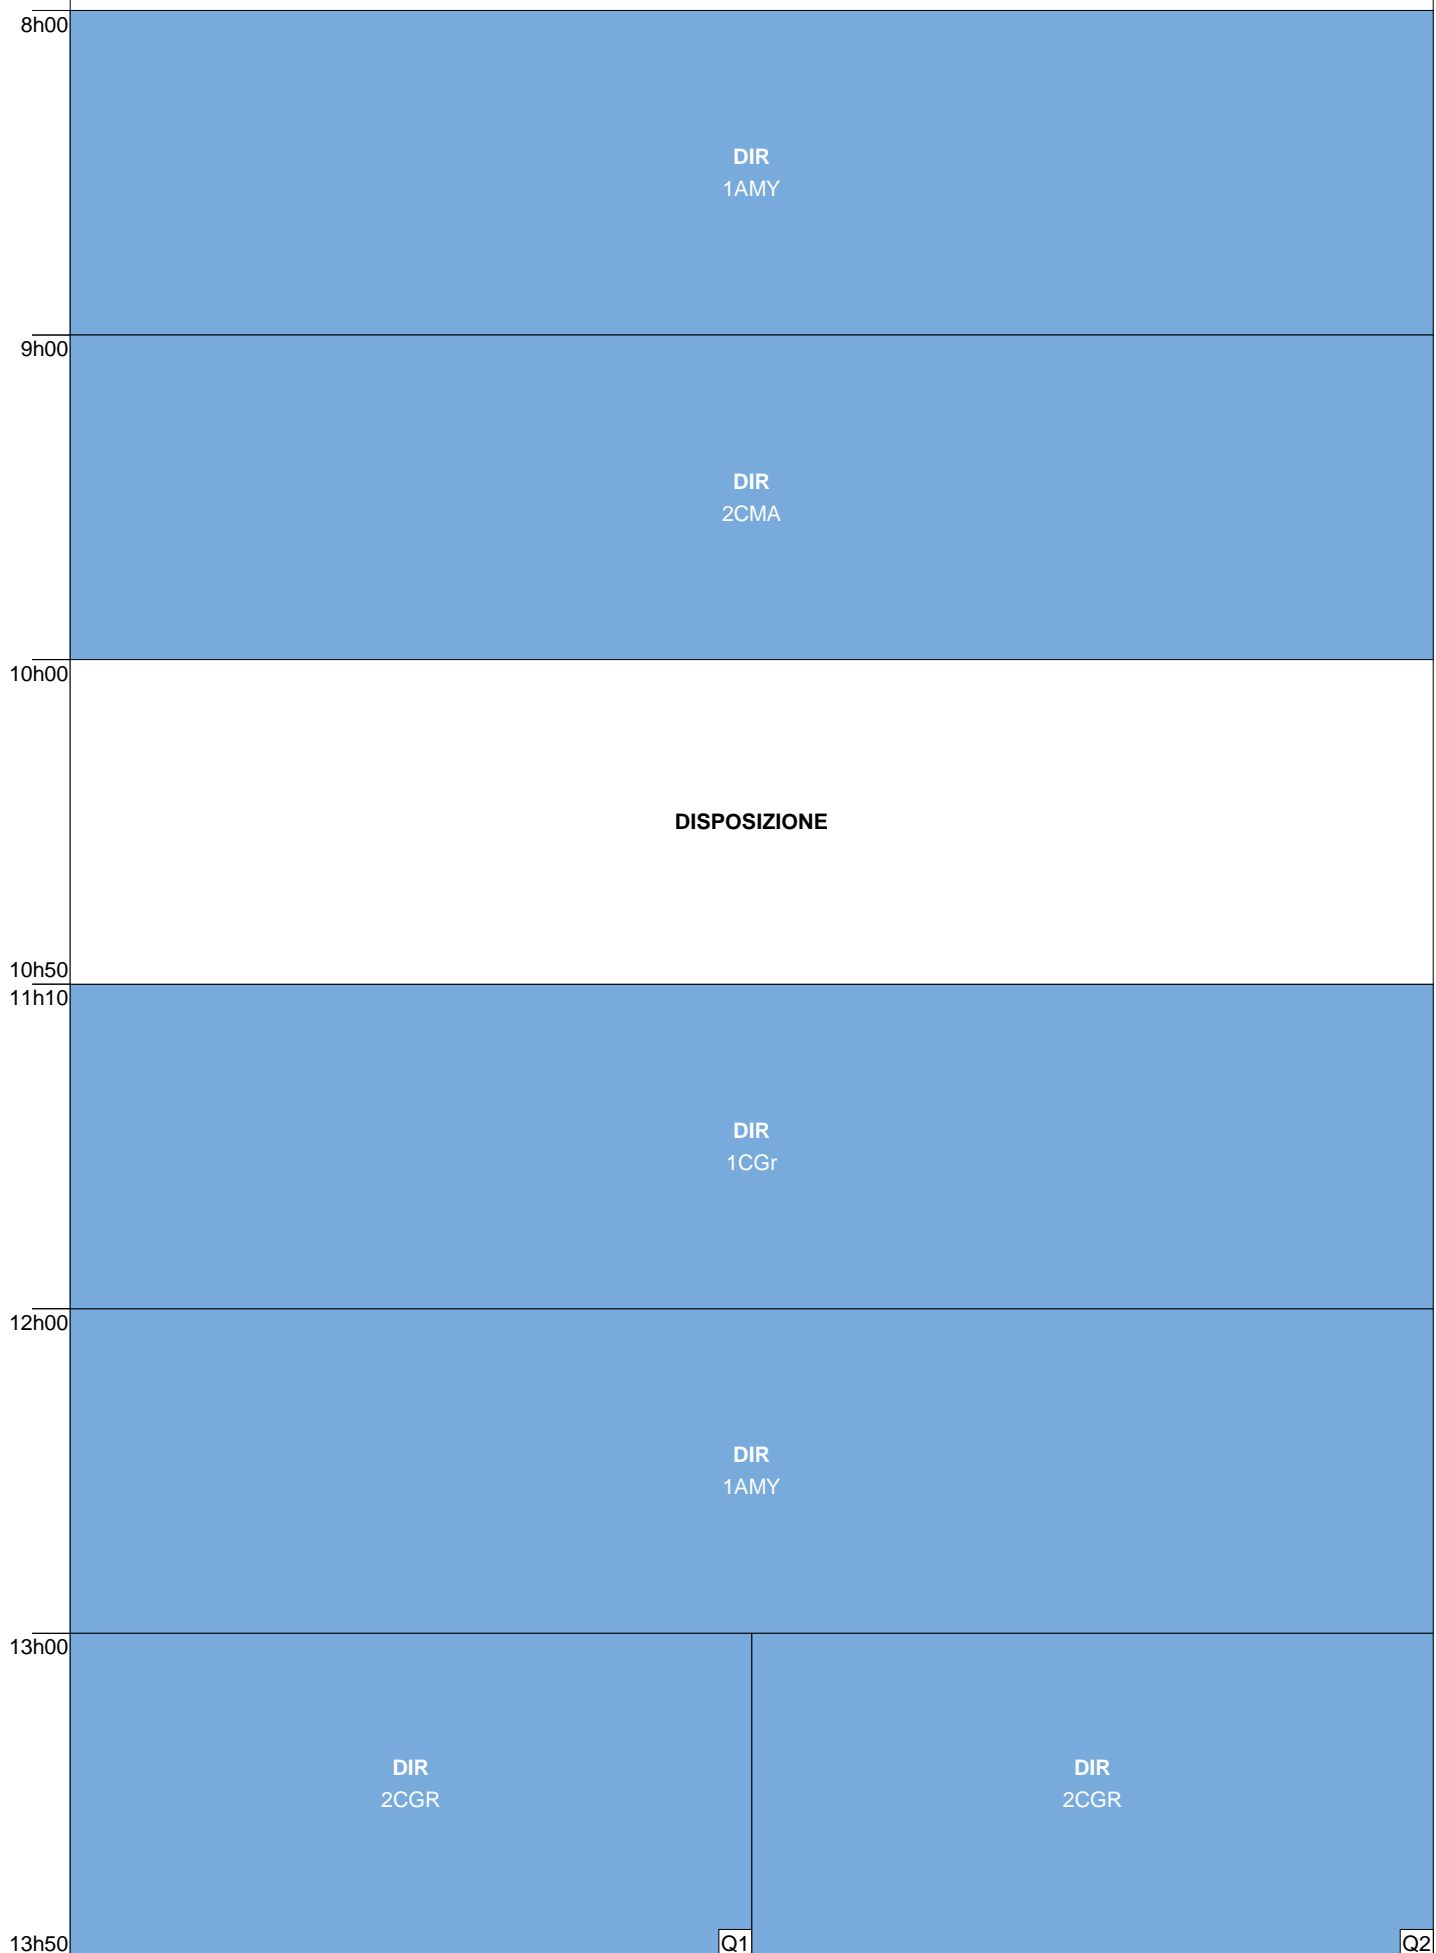 8h00
DIR
1AMY
9h00
DIR
2CMA
10h00
DISPOSIZIONE
10h50
11h10
DIR
1CGr
12h00
DIR
1AMY
13h00
DIR
2CGR
DIR
2CGR
13h50
Q1
Q2